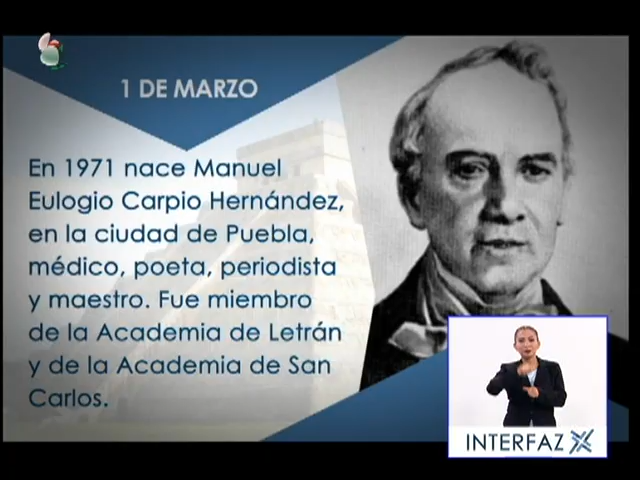 1 DE MARZO
En 1971 nace Manuel
Eulogio Carpio Hernández,
en la ciudad de Puebla,
médico, poeta, periodista
y maestro. Fue miembro
de la Academia de Letrán
y de la Academia de San
Carlos.
INTERFAZ